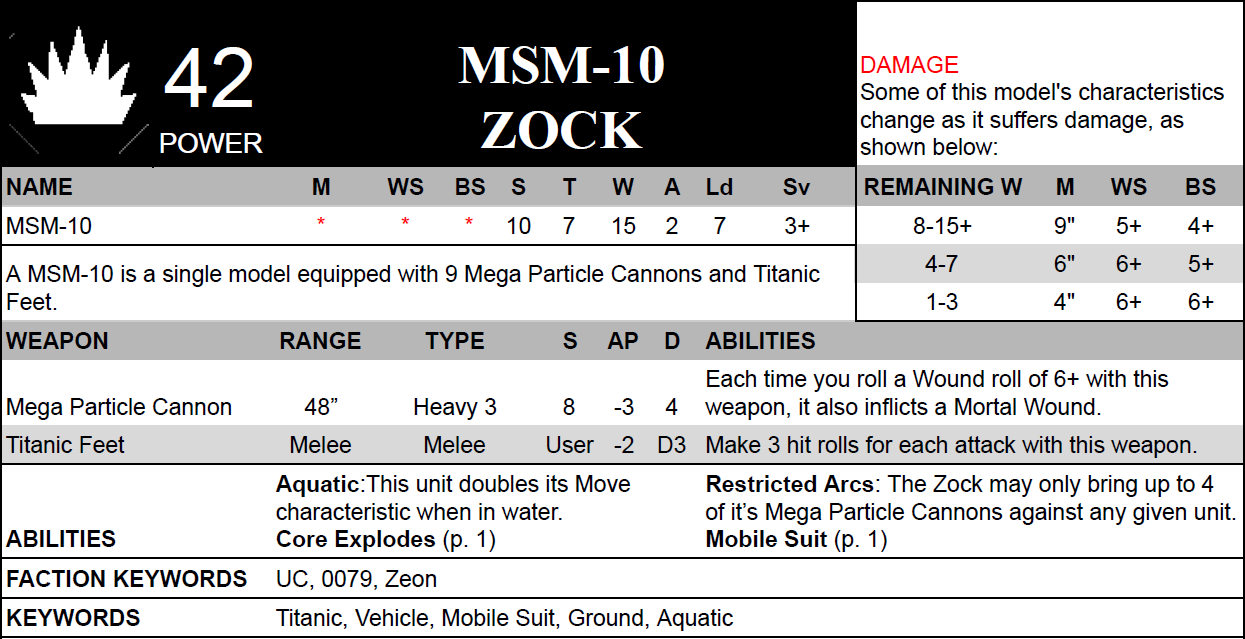 42
POWER
MSM-10
ZOCK
DAMAGE
Some of this model's characteristics
change as it suffers damage, as
shown below:
NAME M WS BS S T W A Ld Sv
MSM-10 * * * 10 7 15 2 7 3+
A MSM-10 is a single model equipped with 9 Mega Particle Cannons and Titanic
Feet.
REMAINING W M WS BS
8-15+ 9" 5+ 4+
4-7 6" 6+ 5+
1-3 4" 6+ 6+
WEAPON RANGE TYPE S AP D ABILITIES
Each time you roll a Wound roll of 6+ with this
Mega Particle Cannon 48” Heavy 3 8 -3 4 weapon, it also inflicts a Mortal Wound.
Titanic Feet Melee Melee User -2 D3 Make 3 hit rolls for each attack with this weapon.
ABILITIES
Aquatic:This unit doubles its Move
characteristic when in water.
Core Explodes (p. 1)
Restricted Arcs: The Zock may only bring up to 4
of it’s Mega Particle Cannons against any given unit.
Mobile Suit (p. 1)
FACTION KEYWORDS UC, 0079, Zeon
KEYWORDS Titanic, Vehicle, Mobile Suit, Ground, Aquatic